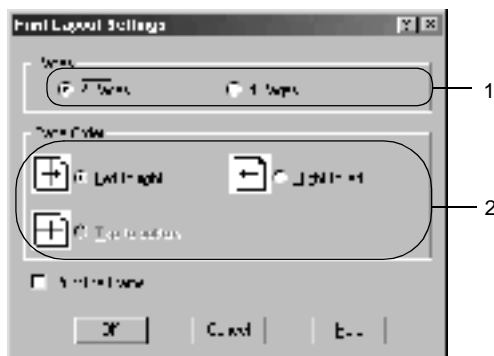 Print Layout Settings
Pages
2 Pages 4 Pages
1
Page Order
Left to right Right to left
2
Top to bottom
Print the Frame
OK Cancel Help